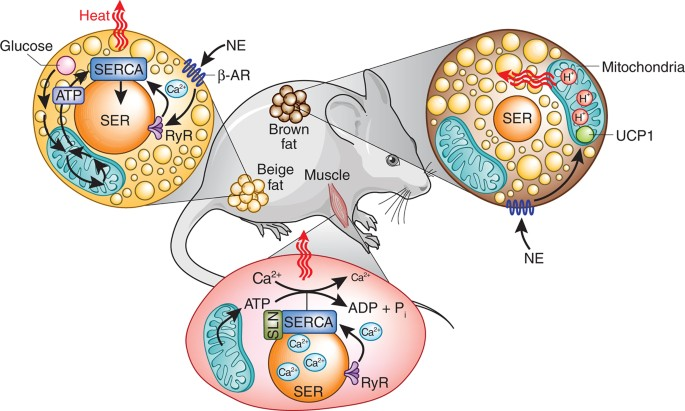 Heat
NE
Glucose
SERCA
β-AR
Ca²⁺
ATP
SER
RyR
Brown
fat
Beige
fat
Muscle
Mitochondria
H⁺
H⁺
H⁺
SER
UCP1
NE
Ca²⁺
Ca²⁺
ATP
ADP + Pᵢ
SLN
SERCA
Ca²⁺
Ca²⁺
Ca²⁺
Ca²⁺
SER
RyR